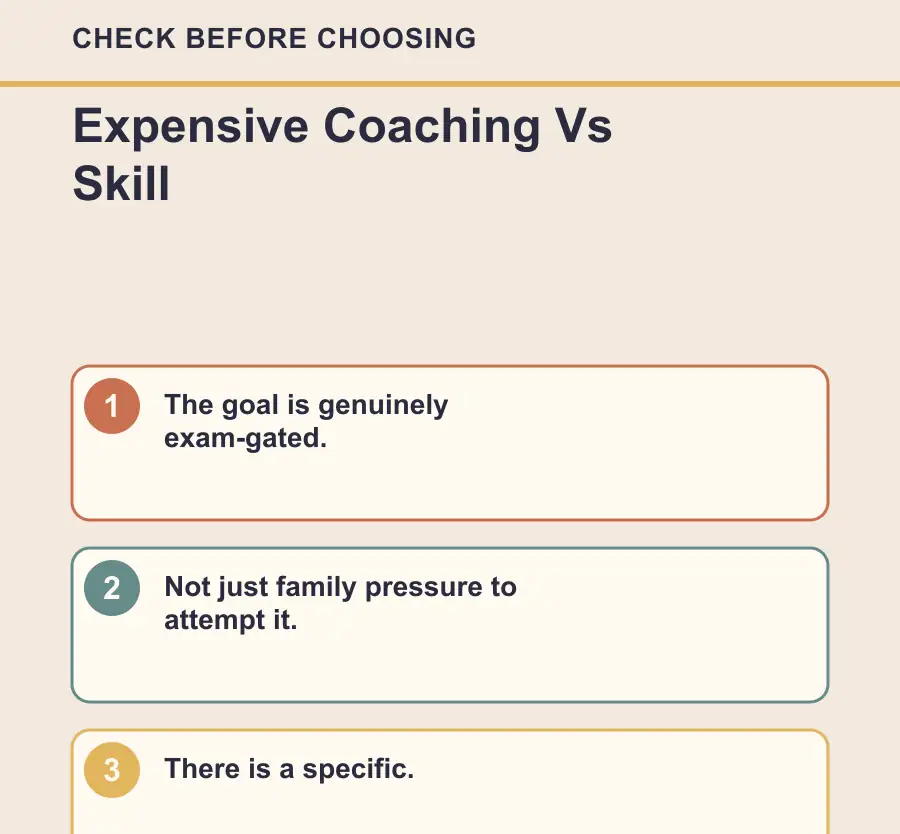 CHECK BEFORE CHOOSING
Expensive Coaching Vs
Skill
1
The goal is genuinely
exam-gated.
2
Not just family pressure to
attempt it.
3
There is a specific.